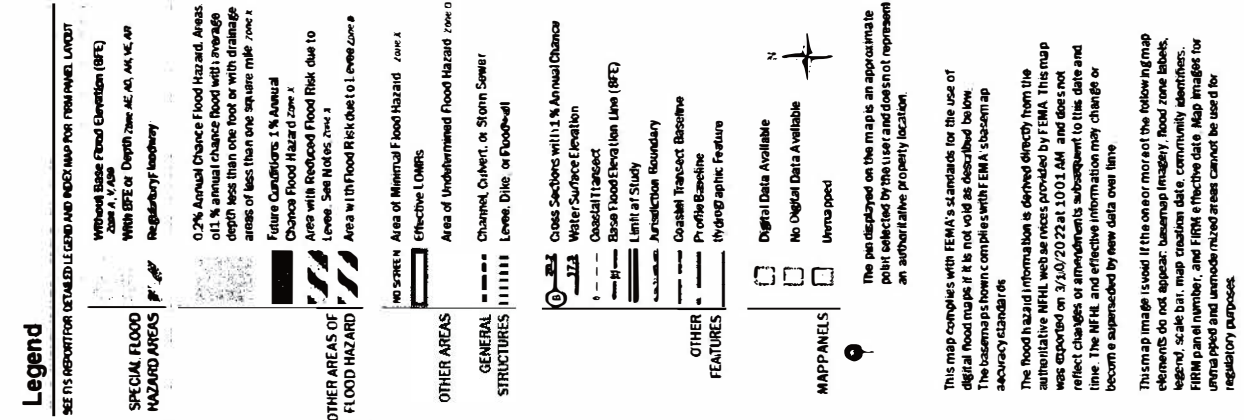 Legend
SEE FIS REPORT FOR DETAILED LEGEND AND INDEX MAP FOR FIRM PANEL LAYOUT
SPECIAL FLOOD
HAZARD AREAS
Without Base Flood Elevation (BFE)
Zone A, V, A99
With BFE or Depth Zone AE, AO, AH, VE, AR
Regulatory Floodway
OTHER AREAS OF
FLOOD HAZARD
0.2% Annual Chance Flood Hazard, Areas
of 1% annual chance flood with average
depth less than one foot or with drainage
areas of less than one square mile Zone X
Future Conditions 1% Annual
Chance Flood Hazard Zone X
Area with Reduced Flood Risk due to
Levee. See Notes. Zone X
Area with Flood Risk due to Levee Zone D
OTHER AREAS
NO SCREEN Area of Minimal Flood Hazard Zone X
Effective LOMRs
Area of Undetermined Flood Hazard Zone D
GENERAL
STRUCTURES
Channel, Culvert, or Storm Sewer
Levee, Dike, or Floodwall
OTHER
FEATURES
B 20.2 Cross Sections with 1% Annual Chance
17.5 Water Surface Elevation
Coastal Transect
Base Flood Elevation Line (BFE)
Limit of Study
Jurisdiction Boundary
Coastal Transect Baseline
Profile Baseline
Hydrographic Feature
MAP PANELS
Digital Data Available
No Digital Data Available
Unmapped
N
The pin displayed on the map is an approximate
point selected by the user and does not represent
an authoritative property location.
This map complies with FEMA's standards for the use of
digital flood maps if it is not void as described below.
The basemap shown complies with FEMA's basemap
accuracy standards
The flood hazard information is derived directly from the
authoritative NFHL web services provided by FEMA. This map
was exported on 3/10/2022 at 10:01 AM and does not
reflect changes or amendments subsequent to this date and
time. The NFHL and effective information may change or
become superseded by new data over time.
This map image is void if the one or more of the following map
elements do not appear: basemap imagery, flood zone labels,
legend, scale bar, map creation date, community identifiers,
FIRM panel number, and FIRM effective date. Map images for
unmapped and unmodernized areas cannot be used for
regulatory purposes.